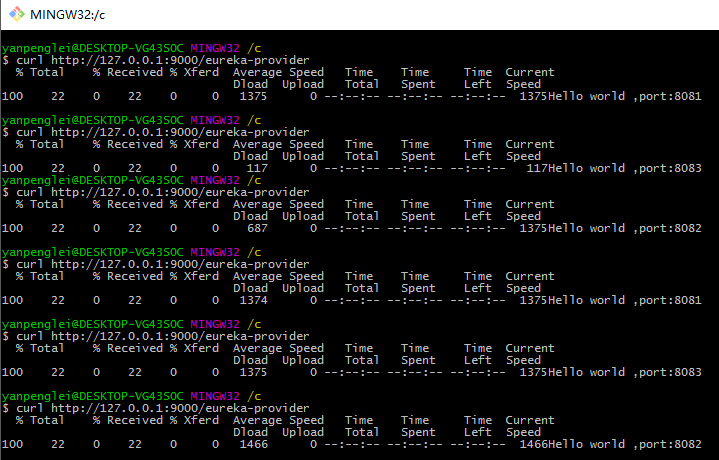 MINGW32:/c
yanpenglei@DESKTOP-VG43SOC MINGW32 /c
$ curl http://127.0.0.1:9000/eureka-provider
  % Total    % Received % Xferd  Average Speed   Time    Time     Time  Current
                                 Dload  Upload   Total   Spent    Left  Speed
100    22    0    22    0     0   1375      0 --:--:-- --:--:-- --:--:--  1375Hello world ,port:8081
yanpenglei@DESKTOP-VG43SOC MINGW32 /c
$ curl http://127.0.0.1:9000/eureka-provider
  % Total    % Received % Xferd  Average Speed   Time    Time     Time  Current
                                 Dload  Upload   Total   Spent    Left  Speed
100    22    0    22    0     0    117      0 --:--:-- --:--:-- --:--:--   117Hello world ,port:8083
yanpenglei@DESKTOP-VG43SOC MINGW32 /c
$ curl http://127.0.0.1:9000/eureka-provider
  % Total    % Received % Xferd  Average Speed   Time    Time     Time  Current
                                 Dload  Upload   Total   Spent    Left  Speed
100    22    0    22    0     0    687      0 --:--:-- --:--:-- --:--:--  1375Hello world ,port:8082
yanpenglei@DESKTOP-VG43SOC MINGW32 /c
$ curl http://127.0.0.1:9000/eureka-provider
  % Total    % Received % Xferd  Average Speed   Time    Time     Time  Current
                                 Dload  Upload   Total   Spent    Left  Speed
100    22    0    22    0     0   1374      0 --:--:-- --:--:-- --:--:--  1375Hello world ,port:8081
yanpenglei@DESKTOP-VG43SOC MINGW32 /c
$ curl http://127.0.0.1:9000/eureka-provider
  % Total    % Received % Xferd  Average Speed   Time    Time     Time  Current
                                 Dload  Upload   Total   Spent    Left  Speed
100    22    0    22    0     0   1375      0 --:--:-- --:--:-- --:--:--  1375Hello world ,port:8083
yanpenglei@DESKTOP-VG43SOC MINGW32 /c
$ curl http://127.0.0.1:9000/eureka-provider
  % Total    % Received % Xferd  Average Speed   Time    Time     Time  Current
                                 Dload  Upload   Total   Spent    Left  Speed
100    22    0    22    0     0   1466      0 --:--:-- --:--:-- --:--:--  1466Hello world ,port:8082